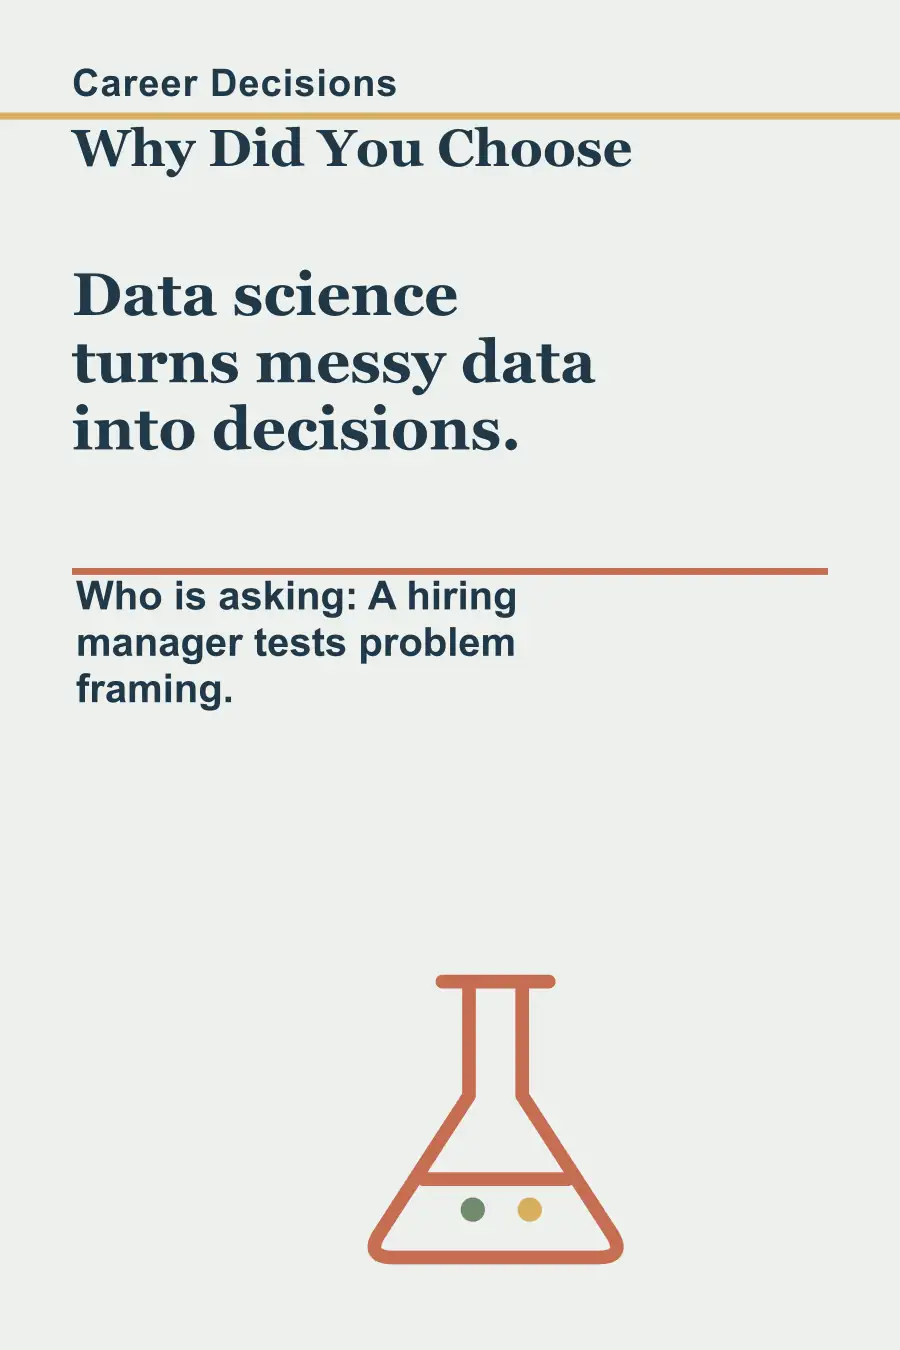 Career Decisions
Why Did You Choose
Data science
turns messy data
into decisions.
Who is asking: A hiring
manager tests problem
framing.